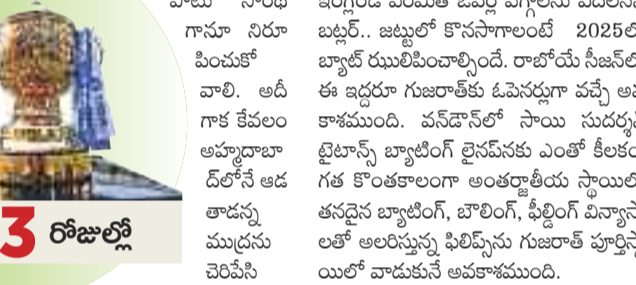 గానూ నిరూ
పించుకో
వాలి. అదీ
గాక కేవలం
అహ్మదాబా
ద్‌లోనే ఆడ
తాడన్న
ముద్రను
చెరిపేసి
బట్లర్.. జట్టులో కొనసాగాలంటే 2025లో
బ్యాట్ ఝులిపించాల్సిందే. రాబోయే సీజన్‌లో
ఈ ఇద్దరూ గుజరాత్‌కు ఓపెనర్లుగా వచ్చే అవ
కాశముంది. వన్‌డౌన్‌లో సాయి సుదర్శన్
టైటాన్స్ బ్యాటింగ్ లైనప్‌నకు ఎంతో కీలకం
గత కొంతకాలంగా అంతర్జాతీయ స్థాయిలో
తనదైన బ్యాటింగ్, బౌలింగ్, ఫీల్డింగ్ విన్యాసా
లతో అలరిస్తున్న ఫిలిప్స్‌ను గుజరాత్ పూర్తిస్థా
యిలో వాడుకునే అవకాశముంది.
3 రోజుల్లో